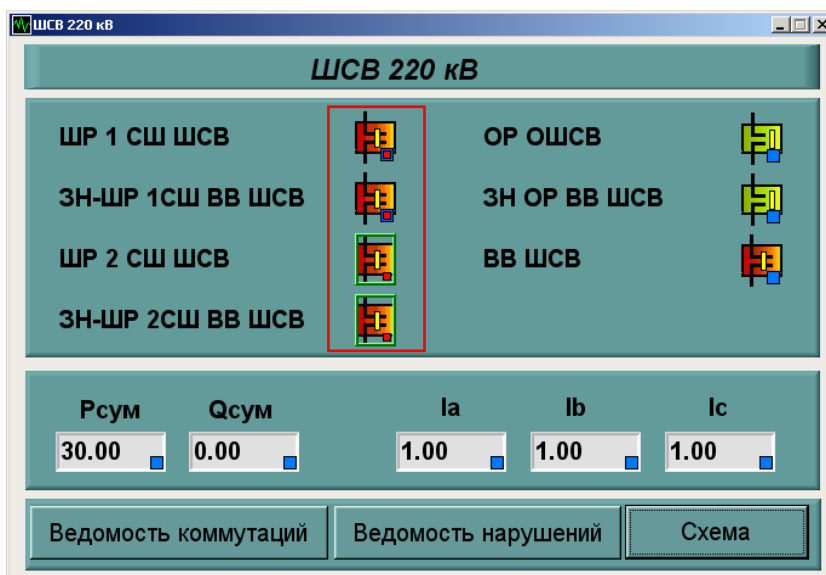 ШСВ 220 кВ
ШСВ 220 кВ
ШР 1 СШ ШСВ
ОР ОШСВ
ЗН-ШР 1СШ ВВ ШСВ
ЗН ОР ВВ ШСВ
ШР 2 СШ ШСВ
ВВ ШСВ
ЗН-ШР 2СШ ВВ ШСВ
Pсум Qсум Ia Ib Ic
30.00 0.00 1.00 1.00 1.00
Ведомость коммутаций Ведомость нарушений Схема